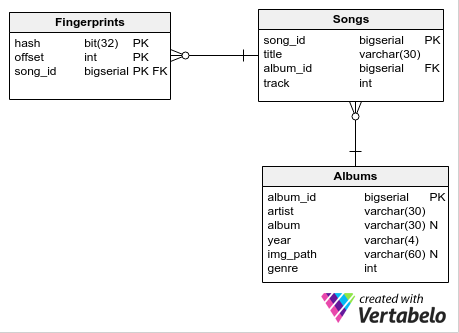 Fingerprints
hash bit(32) PK
offset int PK
song_id bigserial PK FK
Songs
song_id bigserial PK
title varchar(30)
album_id bigserial FK
track int
Albums
album_id bigserial PK
artist varchar(30)
album varchar(30) N
year varchar(4)
img_path varchar(60) N
genre int
created with
Vertabelo